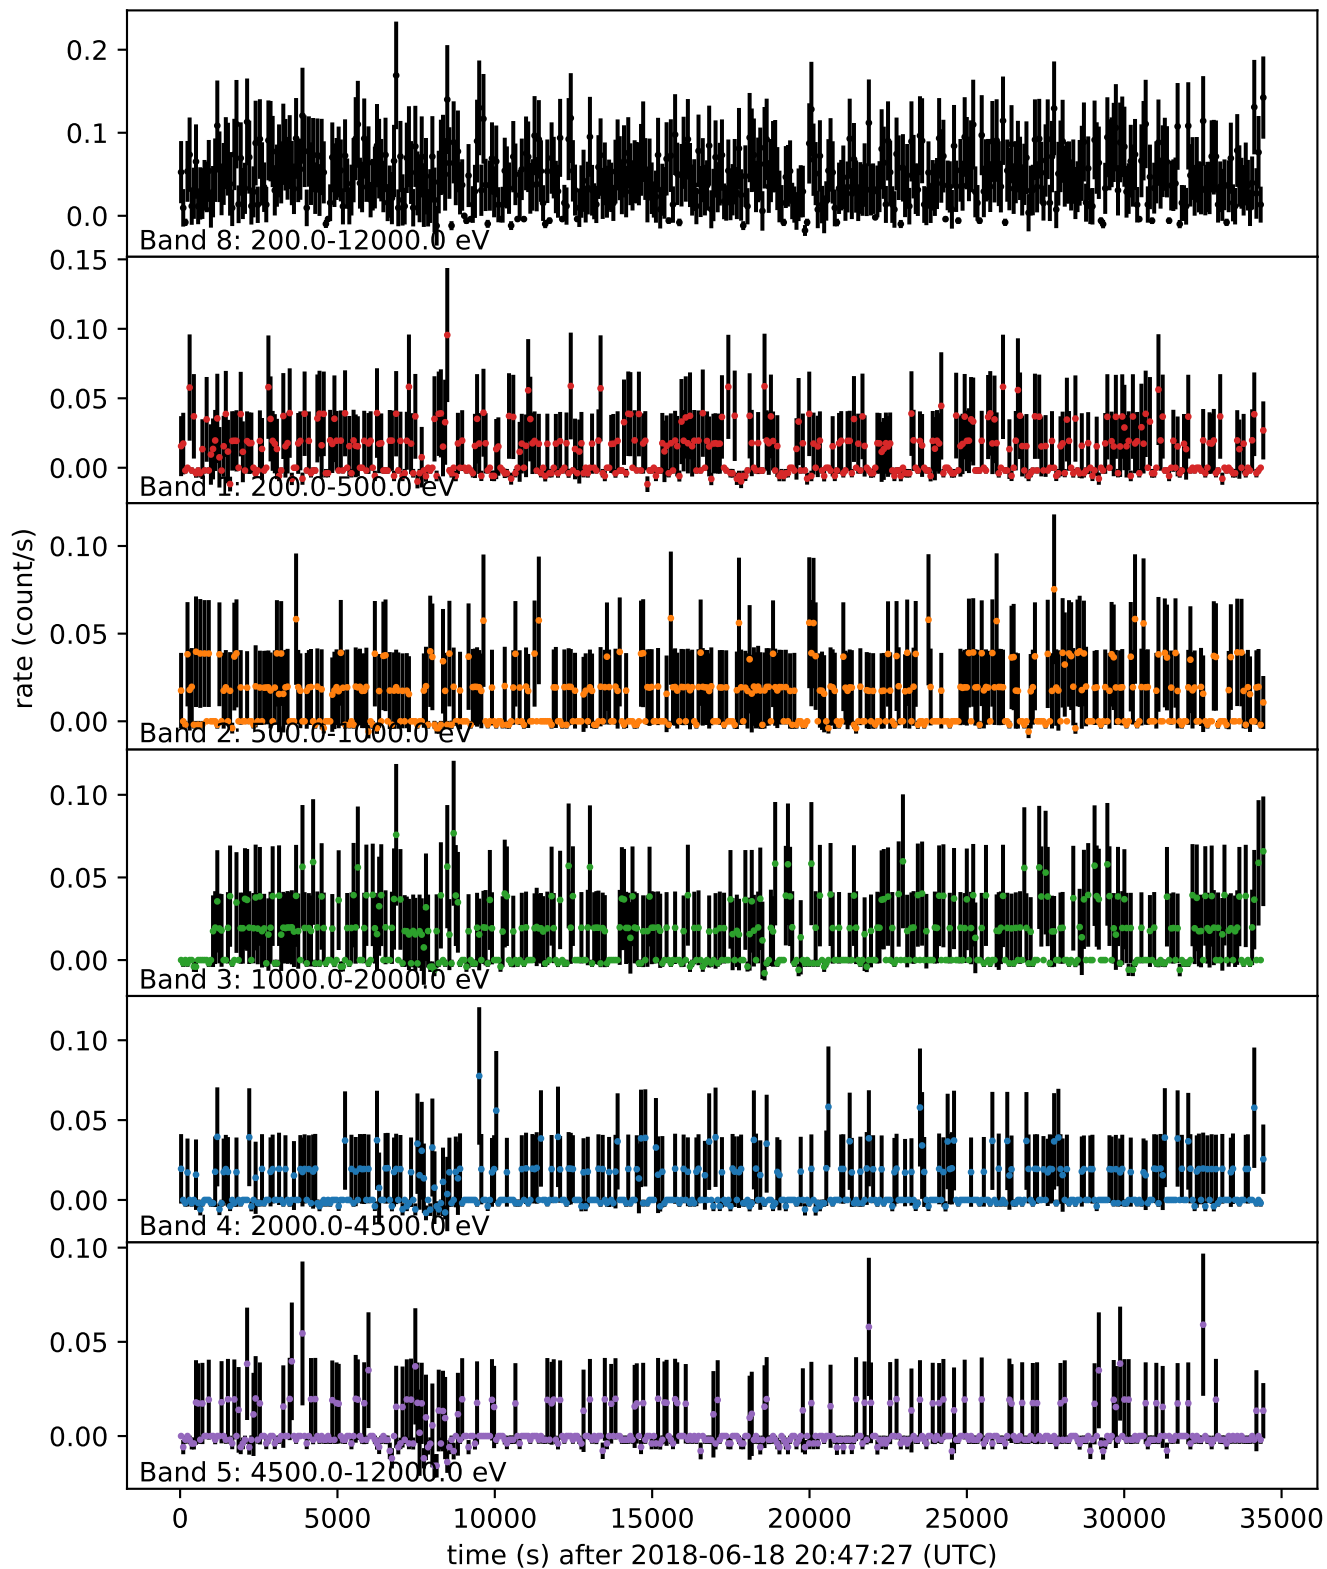 0.2
0.1
0.0
Band 8: 200.0-12000.0 eV
0.15
0.10
0.05
0.00
Band 1: 200.0-500.0 eV
0.10
0.05
0.00
Band 2: 500.0-1000.0 eV
rate (count/s)
0.10
0.05
0.00
Band 3: 1000.0-2000.0 eV
0.10
0.05
0.00
Band 4: 2000.0-4500.0 eV
0.10
0.05
0.00
Band 5: 4500.0-12000.0 eV
0 5000 10000 15000 20000 25000 30000 35000
time (s) after 2018-06-18 20:47:27 (UTC)